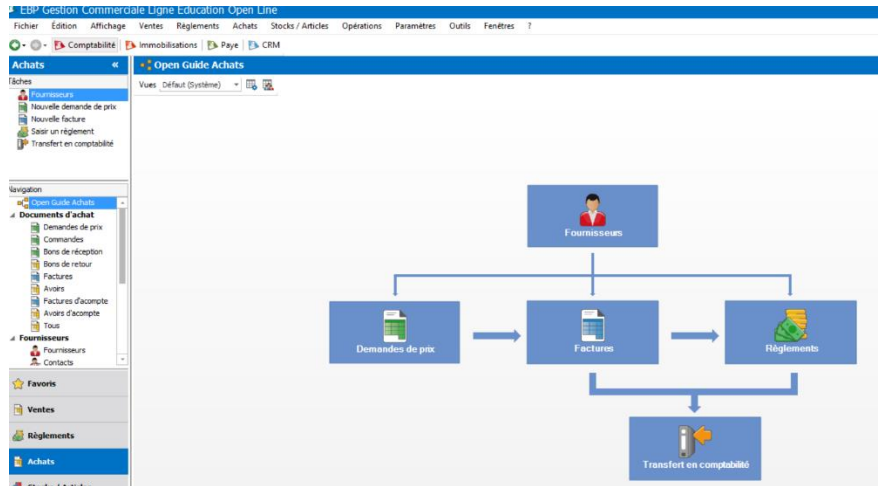 EBP Gestion Commerciale Ligne Education Open Line
Fichier Édition Affichage Ventes Règlements Achats Stocks / Articles Opérations Paramètres Outils Fenêtres ?
Comptabilité Immobilisations Paye CRM
Achats «
Tâches
Fournisseurs
Nouvelle demande de prix
Nouvelle facture
Saisir un règlement
Transfert en comptabilité
Navigation
Open Guide Achats
Documents d'achat
Demandes de prix
Commandes
Bons de réception
Bons de retour
Factures
Avoirs
Factures d'acompte
Avoirs d'acompte
Tous
Fournisseurs
Fournisseurs
Contacts
Favoris
Ventes
Règlements
Achats
Stocks / Articles
Open Guide Achats
Vues Défaut (Système)
Fournisseurs
Demandes de prix
Factures
Règlements
Transfert en comptabilité